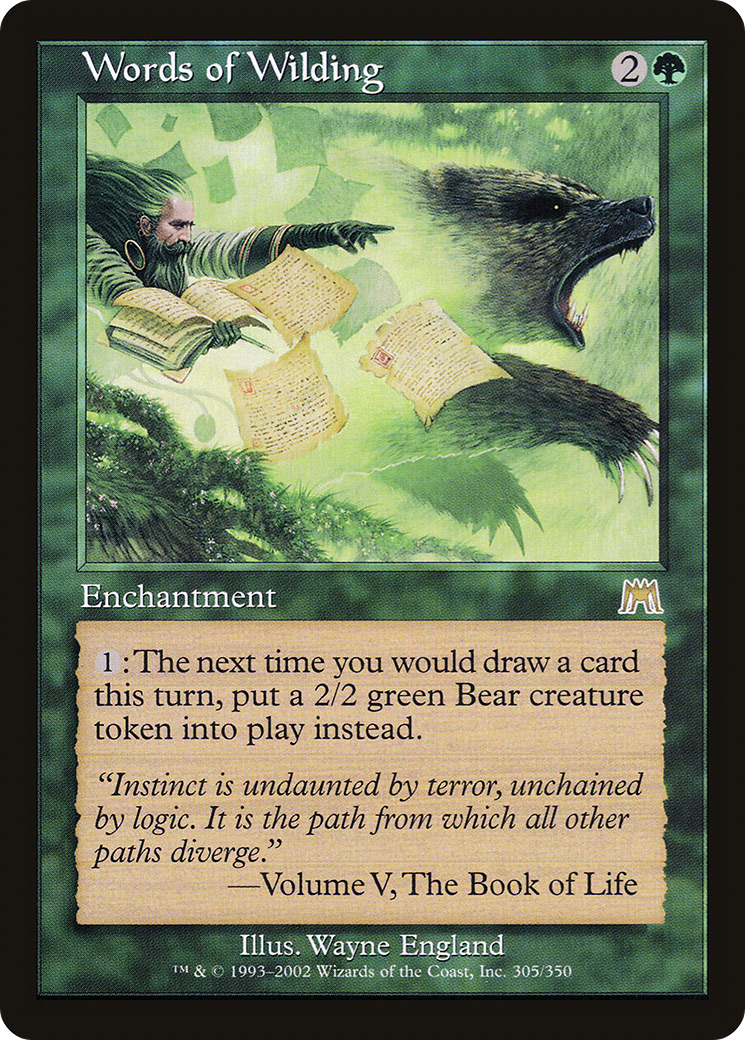 Words of Wilding
2
Enchantment
1: The next time you would draw a card
this turn, put a 2/2 green Bear creature
token into play instead.
“Instinct is undaunted by terror, unchained
by logic. It is the path from which all other
paths diverge.”
—Volume V, The Book of Life
Illus. Wayne England
™ & © 1993–2002 Wizards of the Coast, Inc. 305/350